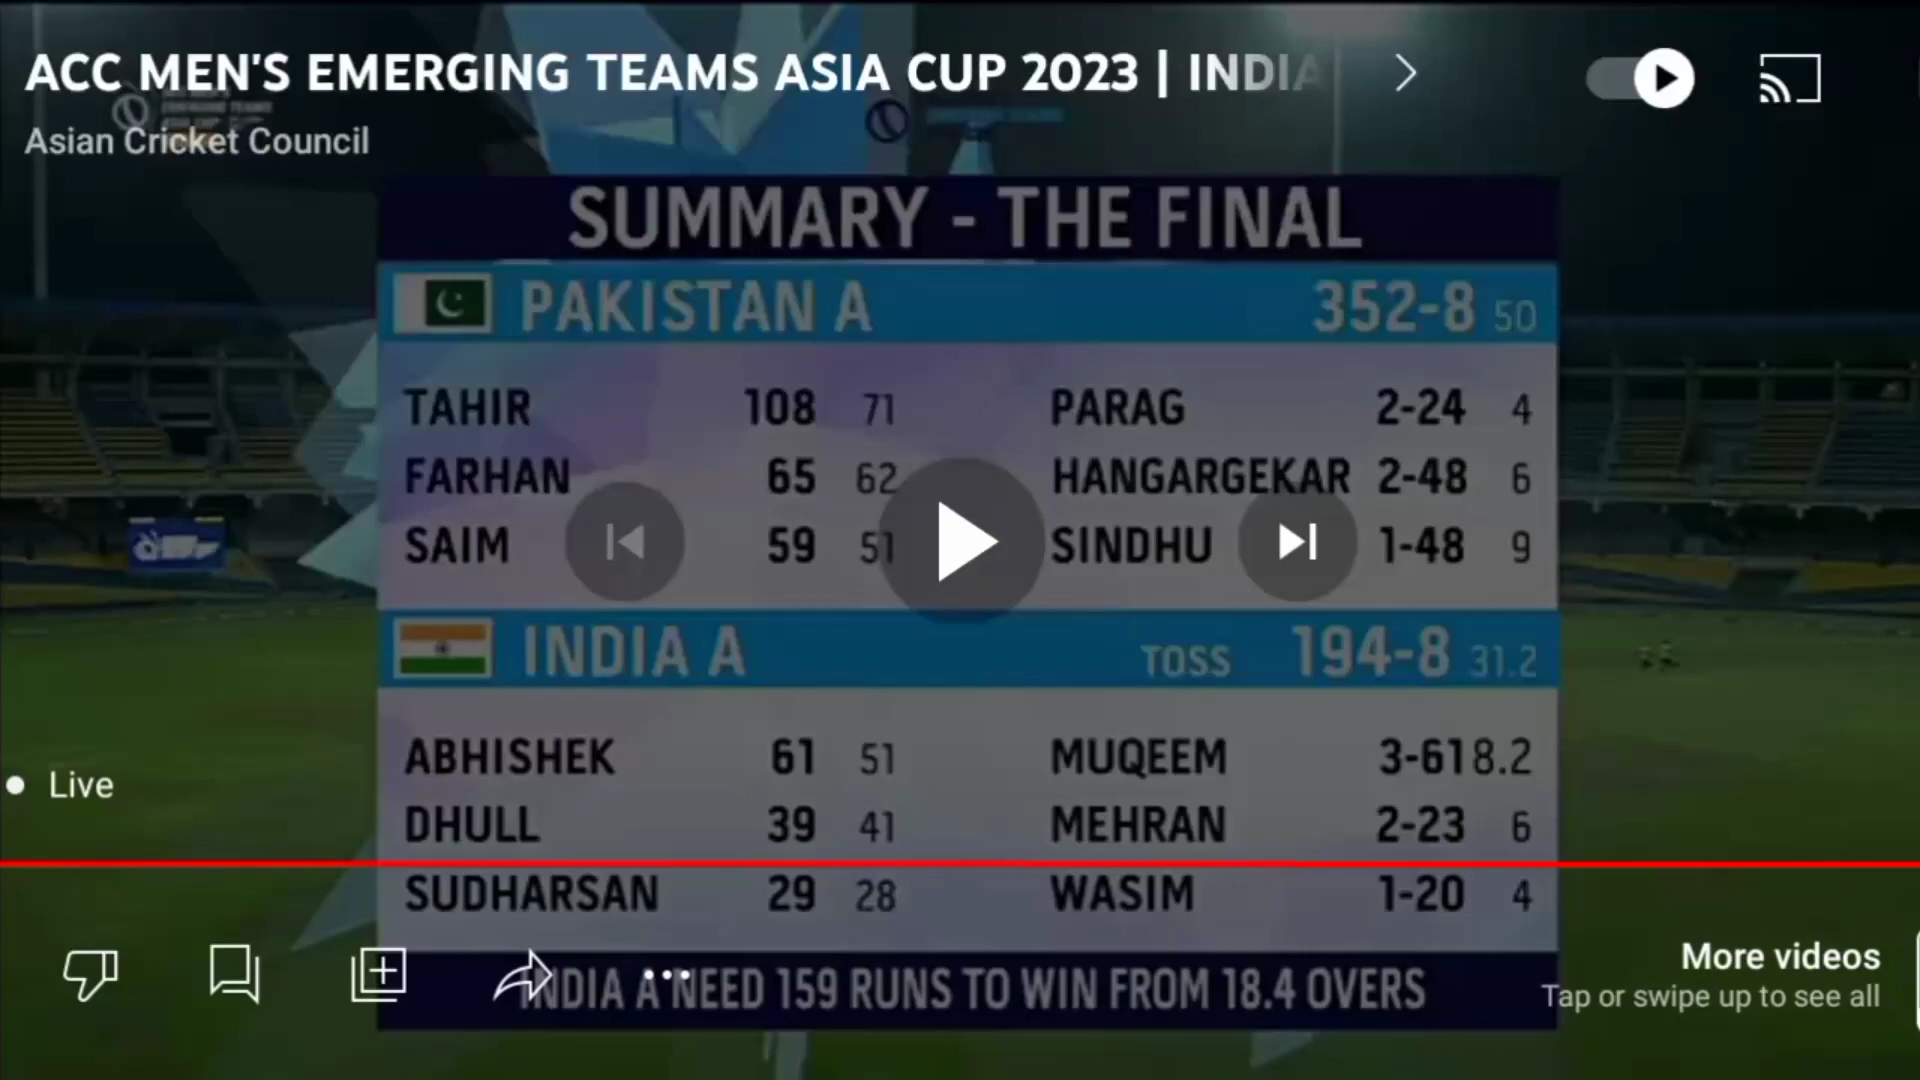 ACC MEN'S EMERGING TEAMS ASIA CUP 2023 | INDIA
Asian Cricket Council
SUMMARY - THE FINAL
PAKISTAN A 352-8 50
TAHIR 108 71 PARAG 2-24 4
FARHAN 65 62 HANGARGEKAR 2-48 6
SAIM 59 51 SINDHU 1-48 9
INDIA A TOSS 194-8 31.2
ABHISHEK 61 51 MUQEEM 3-61 8.2
Live
DHULL 39 41 MEHRAN 2-23 6
SUDHARSAN 29 28 WASIM 1-20 4
INDIA A NEED 159 RUNS TO WIN FROM 18.4 OVERS
More videos
Tap or swipe up to see all